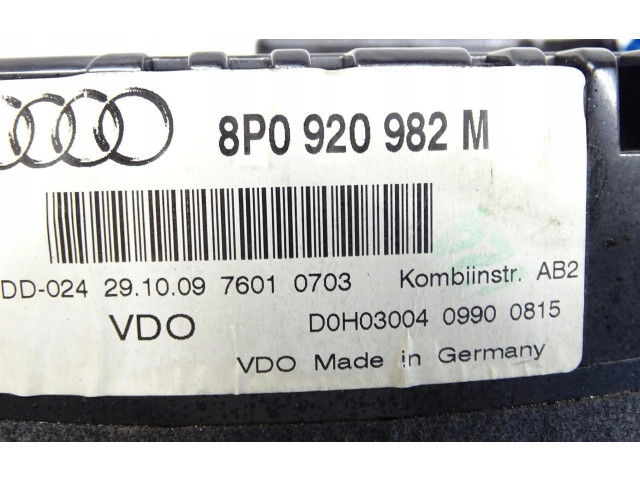 8P0 920 982 M
DD-024 29.10.09 7601 0703 Kombiinstr. AB2
VDO D0H03004 0990 0815
VDO Made in Germany